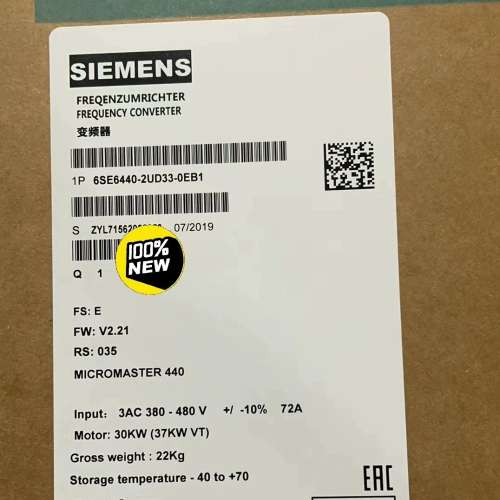 SIEMENS
FREQENZUMRICHTER
FREQUENCY CONVERTER
变频器
1P 6SE6440-2UD33-0EB1
S 07/2019
100% NEW
Q 1
FS: E
FW: V2.21
RS: 035
MICROMASTER 440
Input: 3AC 380 - 480 V +/ -10% 72A
Motor: 30KW (37KW VT)
Gross weight : 22Kg
Storage temperature - 40 to +70
EAC